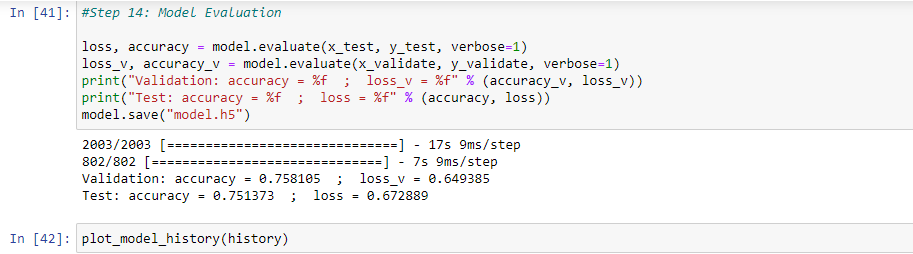 In [41]: #Step 14: Model Evaluation
loss, accuracy = model.evaluate(x_test, y_test, verbose=1)
loss_v, accuracy_v = model.evaluate(x_validate, y_validate, verbose=1)
print("Validation: accuracy = %f  ;  loss_v = %f" % (accuracy_v, loss_v))
print("Test: accuracy = %f  ;  loss = %f" % (accuracy, loss))
model.save("model.h5")
2003/2003 [==============================] - 17s 9ms/step
802/802 [==============================] - 7s 9ms/step
Validation: accuracy = 0.758105  ;  loss_v = 0.649385
Test: accuracy = 0.751373  ;  loss = 0.672889
In [42]: plot_model_history(history)